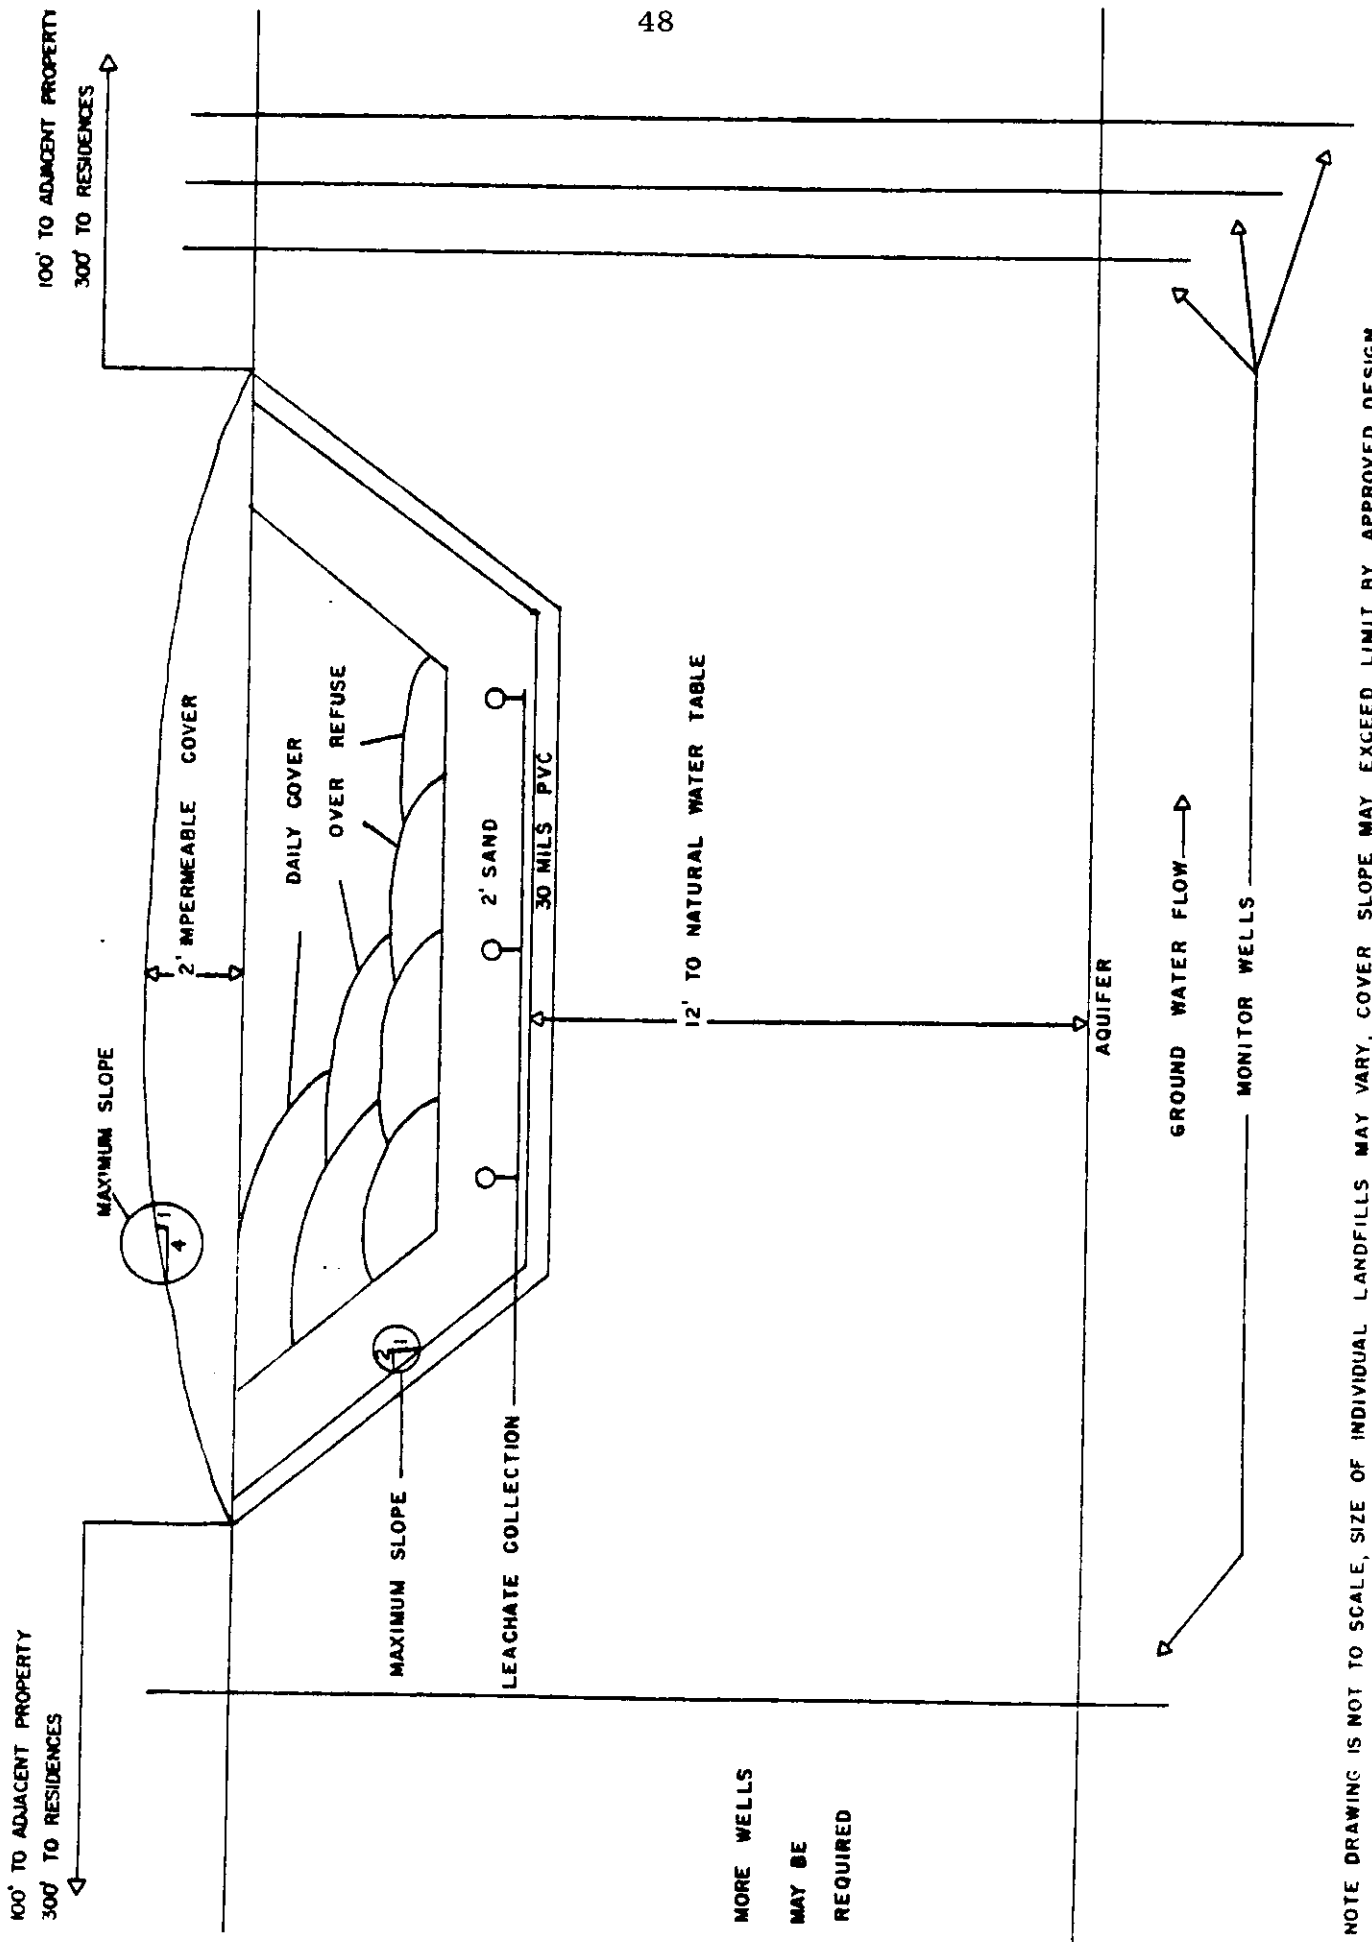 48
100' TO ADJACENT PROPERTY
300' TO RESIDENCES
100' TO ADJACENT PROPERTY
300' TO RESIDENCES
MAXIMUM SLOPE
1
4
2' IMPERMEABLE COVER
DAILY COVER
OVER REFUSE
MAXIMUM SLOPE
2
1
LEACHATE COLLECTION
2' SAND
30 MILS PVC
12' TO NATURAL WATER TABLE
MORE WELLS
MAY BE
REQUIRED
AQUIFER
GROUND WATER FLOW
MONITOR WELLS
NOTE DRAWING IS NOT TO SCALE, SIZE OF INDIVIDUAL LANDFILLS MAY VARY, COVER SLOPE MAY EXCEED LIMIT BY APPROVED DESIGN